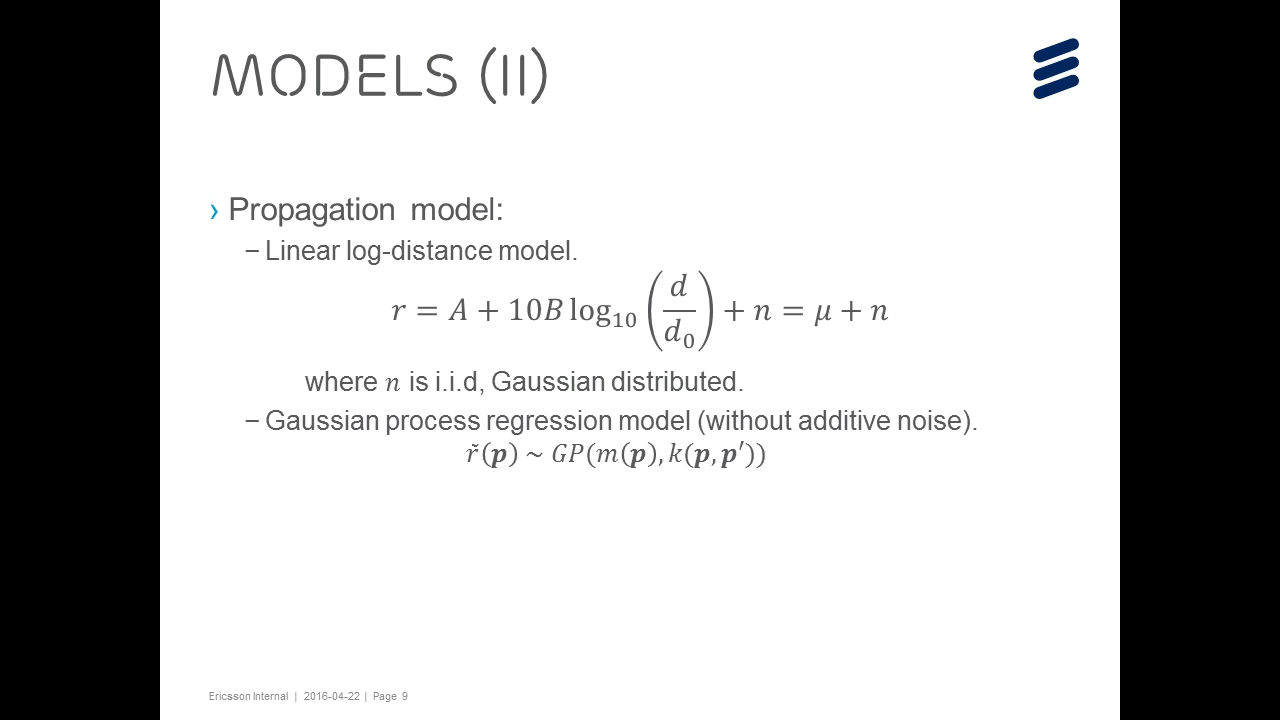 MODELS (II)
› Propagation model:
– Linear log-distance model.
r = A + 10B log₁₀ (d/d₀) + n = μ + n
where n is i.i.d, Gaussian distributed.
– Gaussian process regression model (without additive noise).
ř(p) ~ GP(m(p), k(p, p′))
Ericsson Internal | 2016-04-22 | Page 9